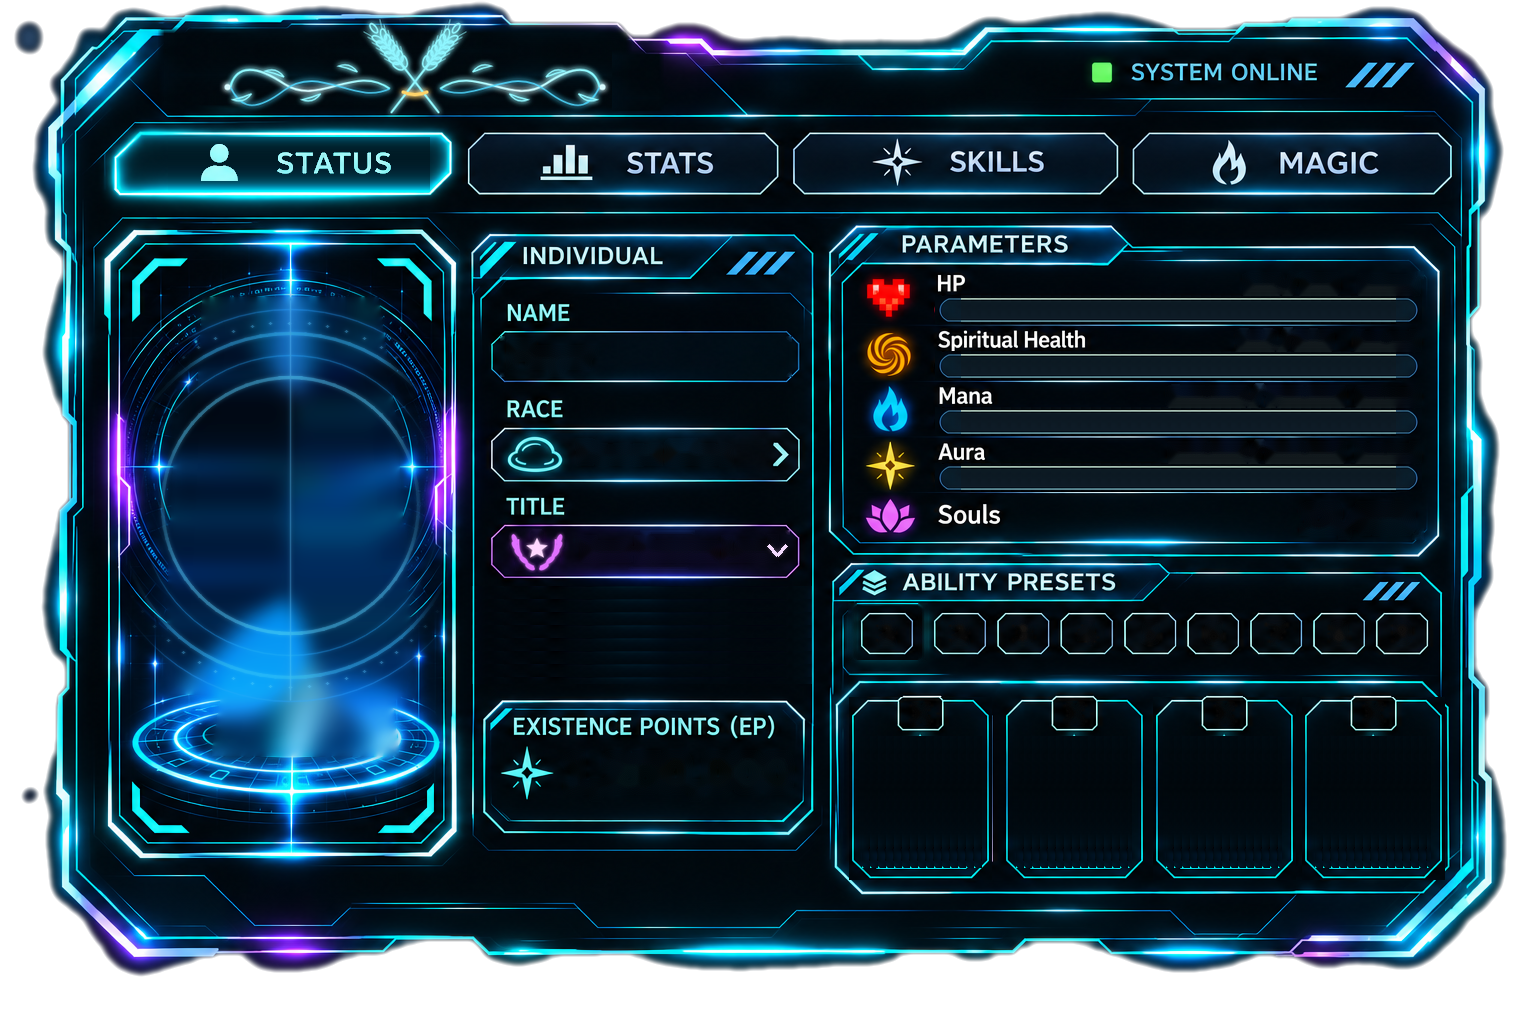 SYSTEM ONLINE
STATUS
STATS
SKILLS
MAGIC
INDIVIDUAL
NAME
RACE
TITLE
EXISTENCE POINTS (EP)
PARAMETERS
HP
Spiritual Health
Mana
Aura
Souls
ABILITY PRESETS